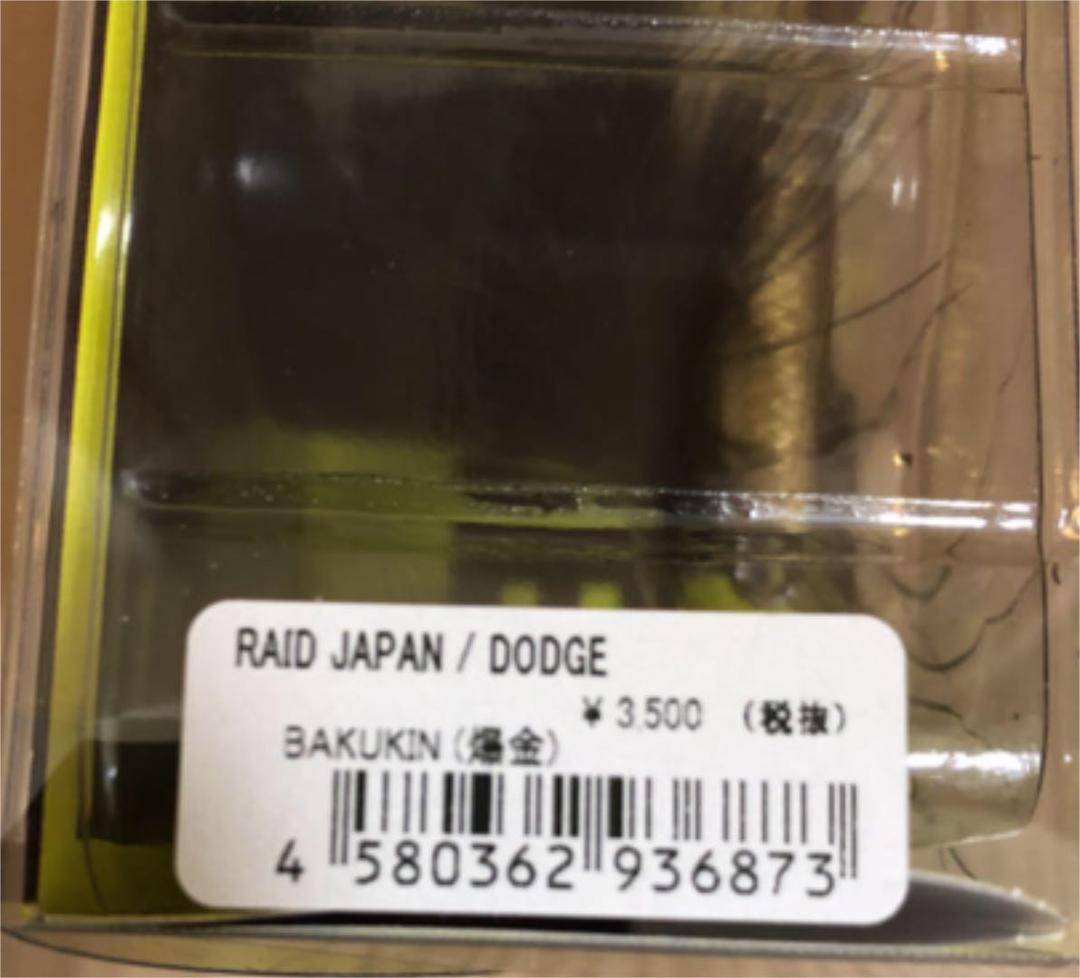 RAID JAPAN / DODGE
¥ 3,500 (税抜)
BAKUKIN (爆金)
4 580362 936873